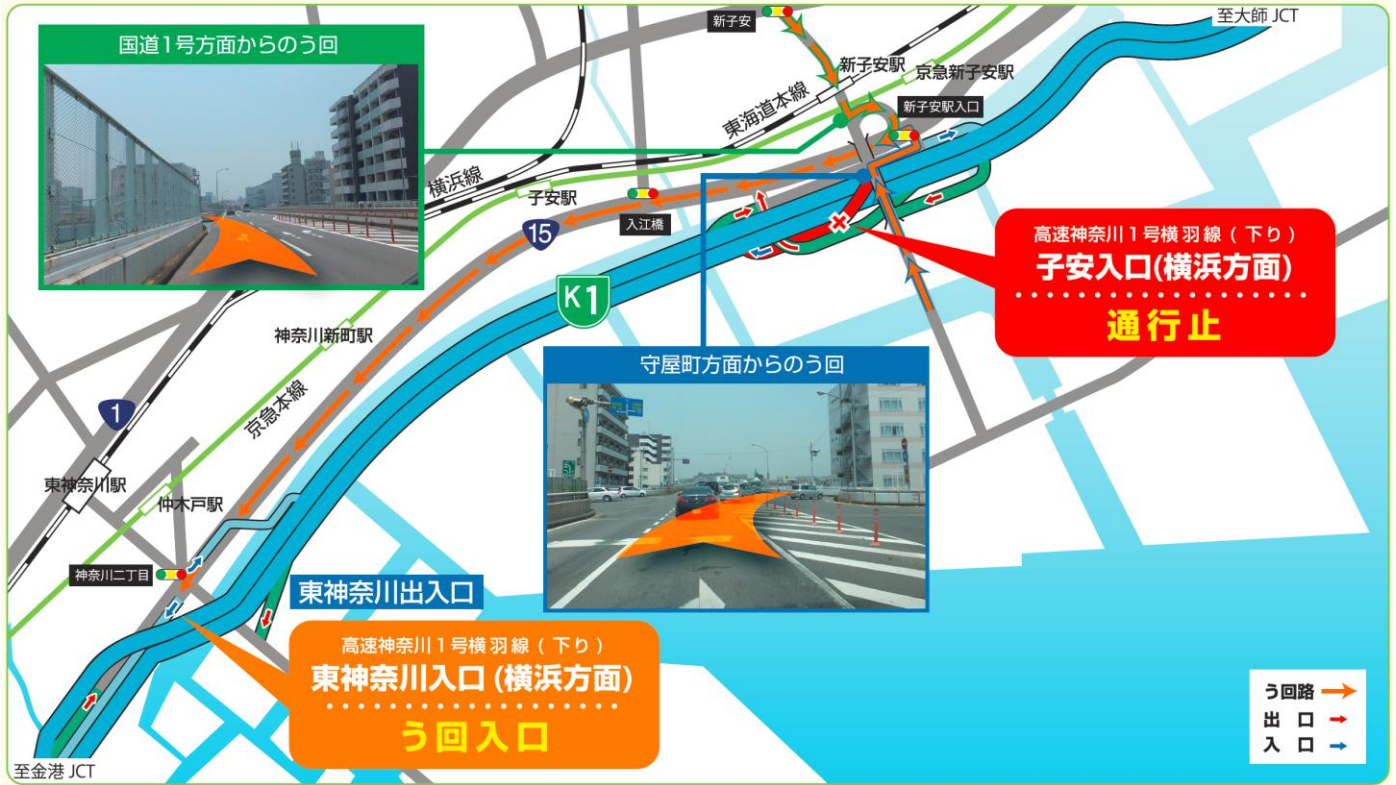 新子安
至大師 JCT
国道1号方面からのう回
新子安駅
京急新子安駅
新子安駅入口
東海道本線
横浜線
子安駅
入江橋
15
高速神奈川1号横羽線(下り)
子安入口(横浜方面)
通行止
K1
神奈川新町駅
守屋町方面からのう回
京急本線
1
東神奈川駅
仲木戸駅
神奈川二丁目
東神奈川出入口
高速神奈川1号横羽線(下り)
東神奈川入口(横浜方面)
う回入口
う回路
出 口
入 口
至金港 JCT